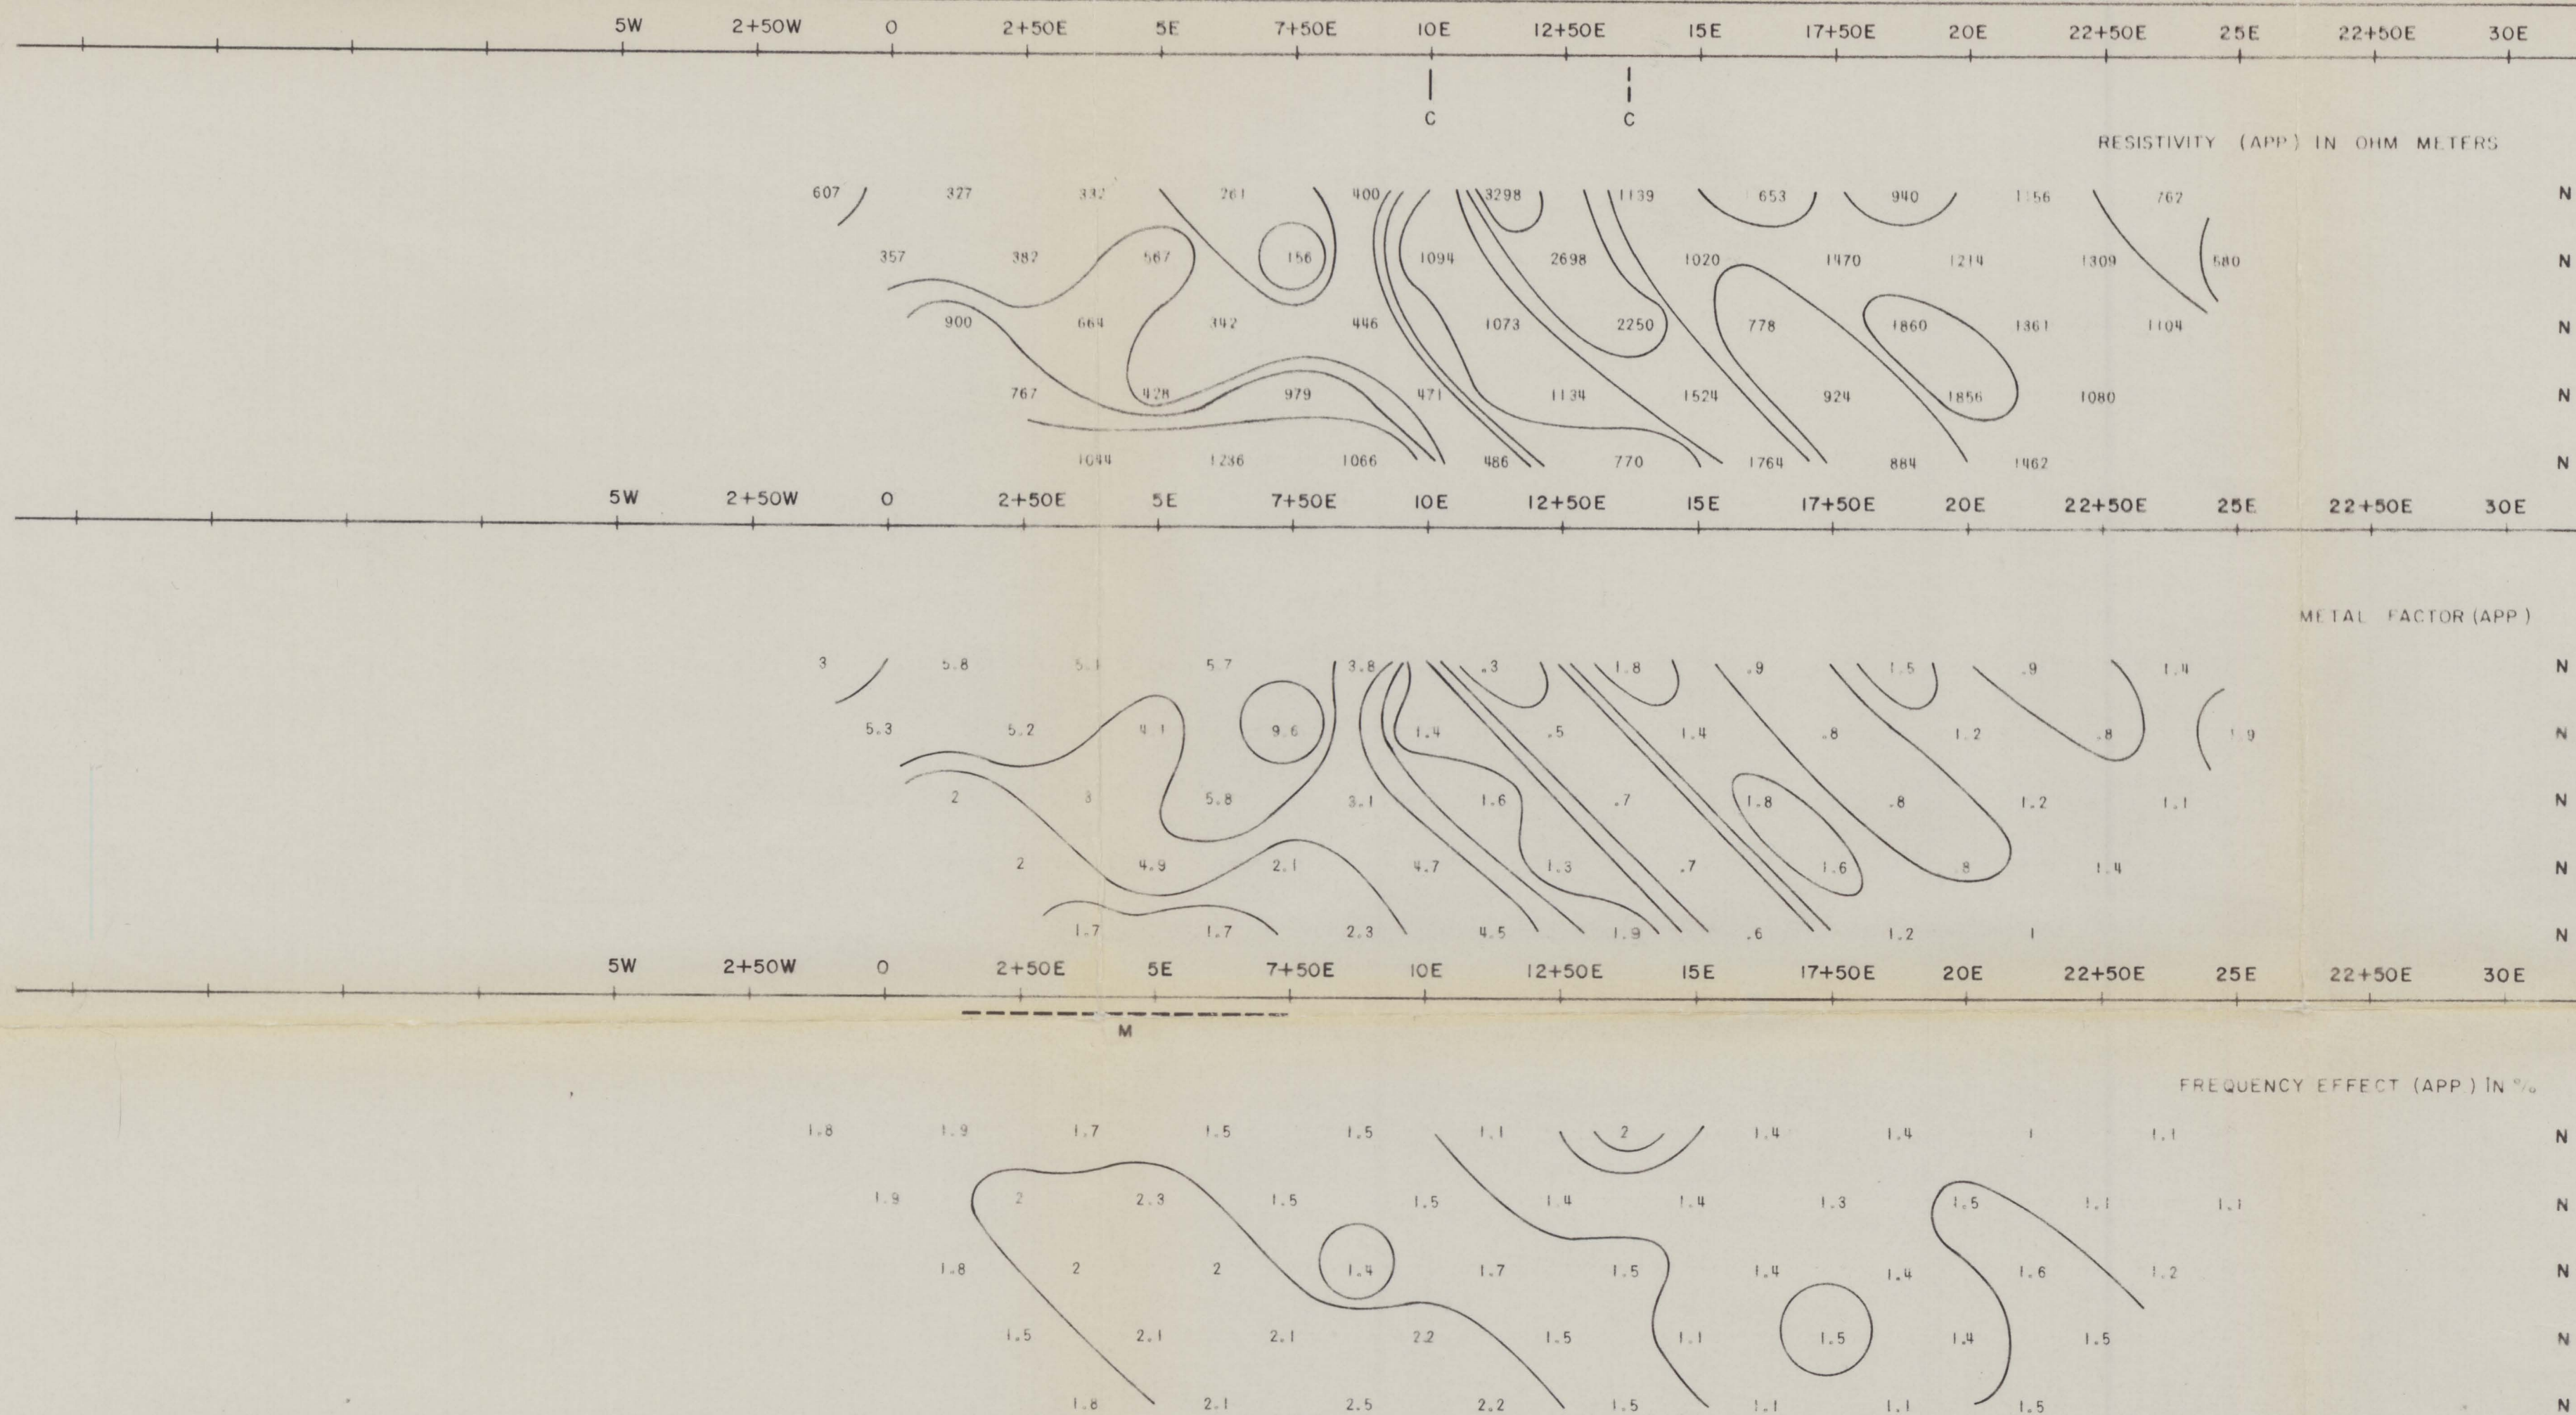 5W 2+50W 0 2+50E 5E 7+50E 10E 12+50E 15E 17+50E 20E 22+50E 25E 22+50E 30E
C C
RESISTIVITY (APP.) IN OHM METERS
607 327 332 261 400 3298 1139 653 940 1156 762 N
357 382 567 156 1094 2698 1020 1470 1214 1309 680 N
900 664 342 446 1073 2250 778 1860 1361 1104 N
767 428 979 471 1134 1524 924 1856 1080 N
1044 1236 1066 486 770 1764 884 1462 N
5W 2+50W 0 2+50E 5E 7+50E 10E 12+50E 15E 17+50E 20E 22+50E 25E 22+50E 30E
METAL FACTOR (APP.)
3 5.8 5.1 5.7 3.8 .3 1.8 .9 1.5 .9 1.4 N
5.3 5.2 4.1 9.6 1.4 .5 1.4 .8 1.2 .8 1.9 N
2 3 5.8 3.1 1.6 .7 1.8 .8 1.2 1.1 N
2 4.9 2.1 4.7 1.3 .7 1.6 .8 1.4 N
1.7 1.7 2.3 4.5 1.9 .6 1.2 1 N
5W 2+50W 0 2+50E 5E 7+50E 10E 12+50E 15E 17+50E 20E 22+50E 25E 22+50E 30E
M
FREQUENCY EFFECT (APP.) IN %
1.8 1.9 1.7 1.5 1.5 1.1 2 1.4 1.4 1 1.1 N
1.9 2 2.3 1.5 1.5 1.4 1.4 1.3 1.5 1.1 1.1 N
1.8 2 2 1.4 1.7 1.5 1.4 1.4 1.6 1.2 N
1.5 2.1 2.1 2.2 1.5 1.1 1.5 1.4 1.5 N
1.8 2.1 2.5 2.2 1.5 1.1 1.1 1.5 N